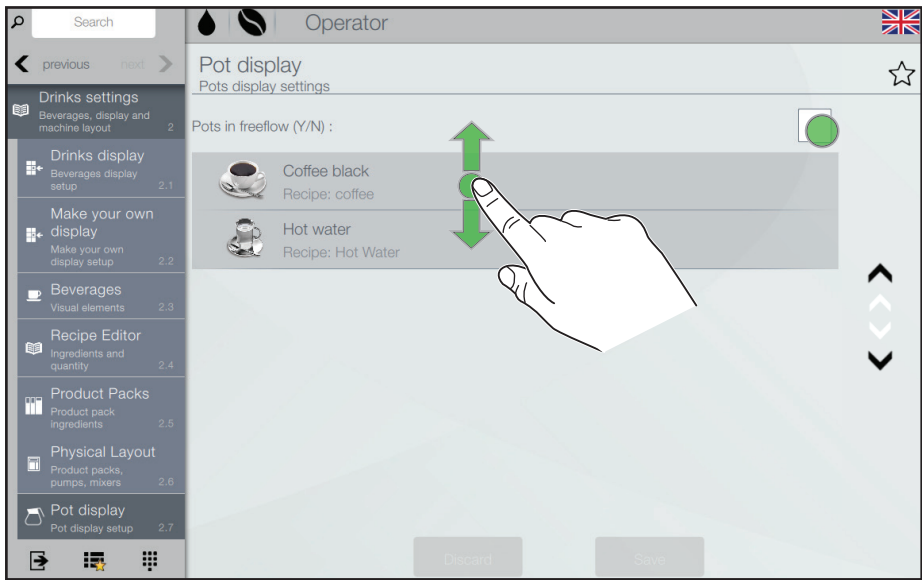 Search
Operator
previous
next
Pot display
Pots display settings
Drinks settings
Beverages, display and
machine layout 2
Drinks display
Beverages display
setup 2.1
Make your own
display
Make your own
display setup 2.2
Beverages
Visual elements 2.3
Recipe Editor
Ingredients and
quantity 2.4
Product Packs
Product pack
ingredients 2.5
Physical Layout
Product packs,
pumps, mixers 2.6
Pot display
Pot display setup 2.7
Pots in freeflow (Y/N) :
Coffee black
Recipe: coffee
Hot water
Recipe: Hot Water
Discard
Save